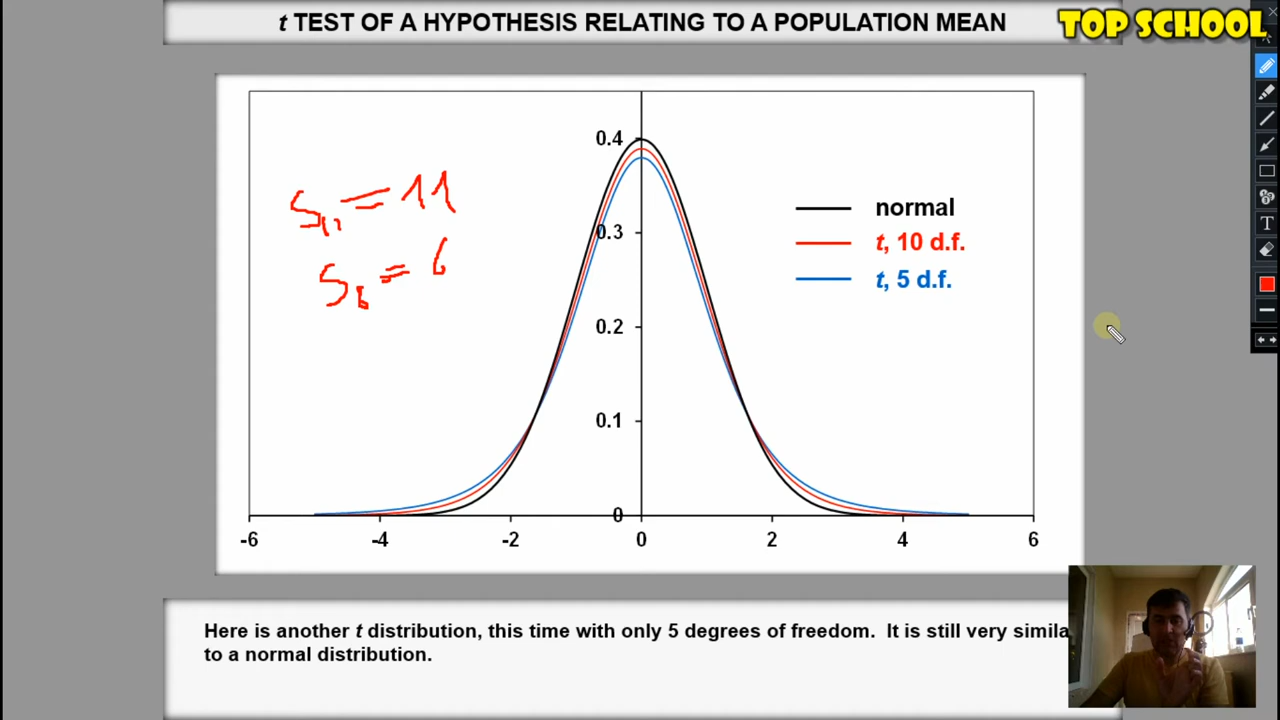 t TEST OF A HYPOTHESIS RELATING TO A POPULATION MEAN
TOP SCHOOL
0.4
0.3
0.2
0.1
0
-6 -4 -2 0 2 4 6
normal
t, 10 d.f.
t, 5 d.f.
= 11
= 6
Here is another t distribution, this time with only 5 degrees of freedom. It is still very simila
to a normal distribution.